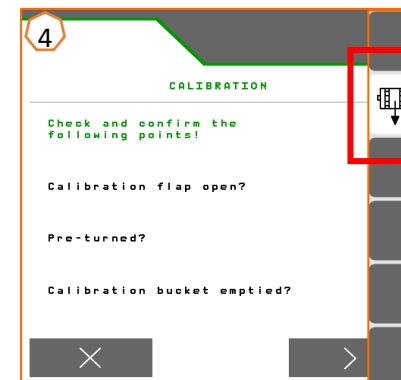 4
CALIBRATION
Check and confirm the
following points!
Calibration flap open?
Pre-turned?
Calibration bucket emptied?